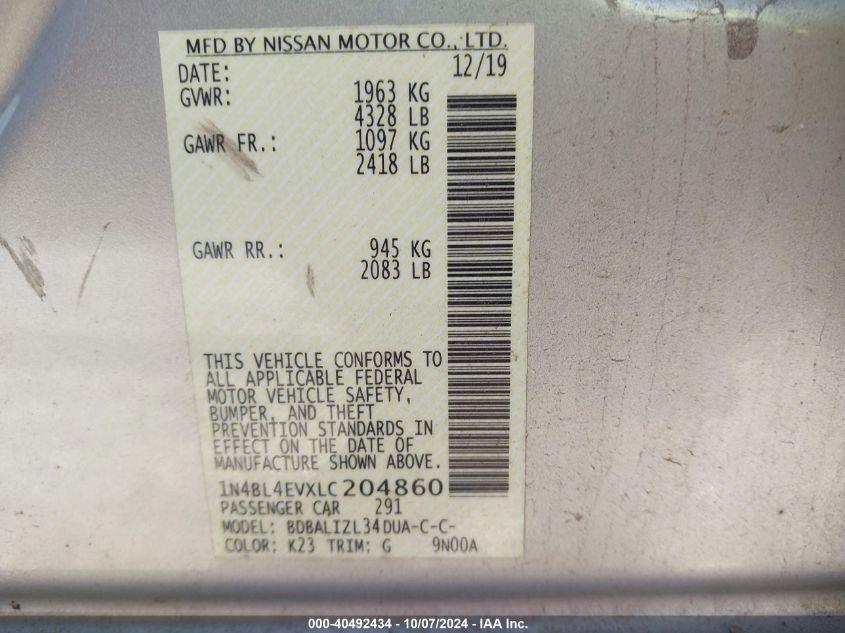 MFD BY NISSAN MOTOR CO., LTD.
DATE: 12/19
GVWR: 1963 KG
4328 LB
GAWR FR.: 1097 KG
2418 LB
GAWR RR.: 945 KG
2083 LB
THIS VEHICLE CONFORMS TO
ALL APPLICABLE FEDERAL
MOTOR VEHICLE SAFETY,
BUMPER, AND THEFT
PREVENTION STANDARDS IN
EFFECT ON THE DATE OF
MANUFACTURE SHOWN ABOVE.
1N4BL4EVXLC204860
PASSENGER CAR 291
MODEL: BDBALIZL34DUA-C-C-
COLOR: K23 TRIM: G 9N00A
000-40492434 - 10/07/2024 - IAA Inc.